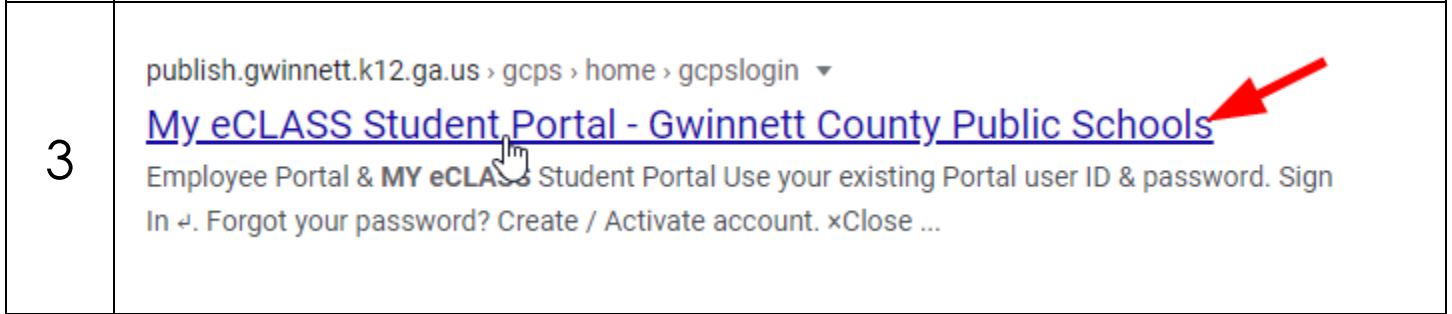 3
publish.gwinnett.k12.ga.us › gcps › home › gcpslogin
My eCLASS Student Portal - Gwinnett County Public Schools
Employee Portal & MY eCLASS Student Portal Use your existing Portal user ID & password. Sign
In ↲. Forgot your password? Create / Activate account. ×Close ...